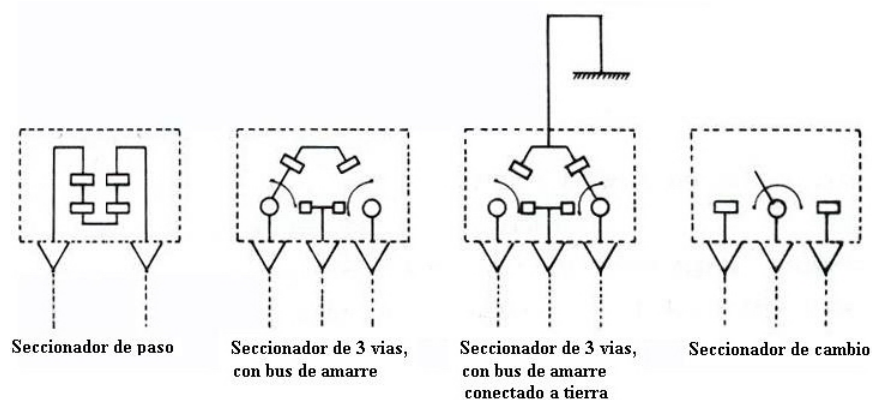 Seccionador de paso
Seccionador de 3 vias,
con bus de amarre
Seccionador de 3 vias,
con bus de amarre
conectado a tierra
Seccionador de cambio